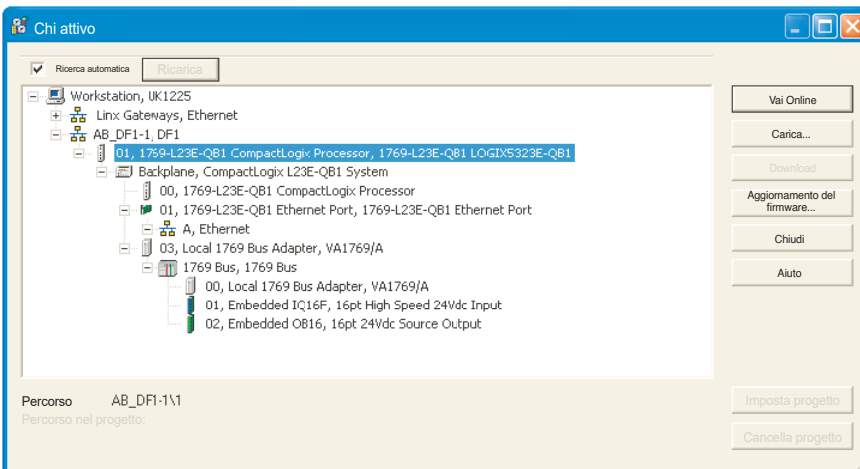 Chi attivo
Ricerca automatica
Ricarica
Workstation, UK1225
Linx Gateways, Ethernet
AB_DF1-1, DF1
01, 1769-L23E-QB1 CompactLogix Processor, 1769-L23E-QB1 LOGIX5323E-QB1
Backplane, CompactLogix L23E-QB1 System
00, 1769-L23E-QB1 CompactLogix Processor
01, 1769-L23E-QB1 Ethernet Port, 1769-L23E-QB1 Ethernet Port
A, Ethernet
03, Local 1769 Bus Adapter, VA1769/A
1769 Bus, 1769 Bus
00, Local 1769 Bus Adapter, VA1769/A
01, Embedded IQ16F, 16pt High Speed 24Vdc Input
02, Embedded OB16, 16pt 24Vdc Source Output
Vai Online
Carica...
Download
Aggiornamento del
firmware...
Chiudi
Aiuto
Percorso AB_DF1-1\1
Percorso nel progetto:
Imposta progetto
Cancella progetto